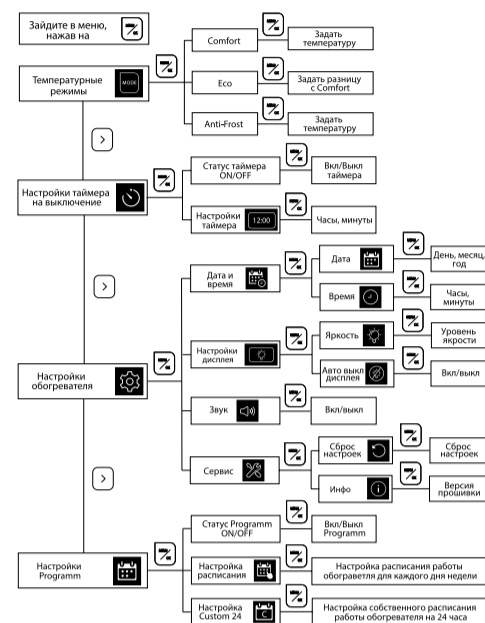 Зайдите в меню,
нажав на
Температурные
режимы
MODE
Comfort
Задать
температуру
Eco
Задать разницу
с Comfort
Anti-Frost
Задать
температуру
Настройки таймера
на выключение
Статус таймера
ON/OFF
Вкл/Выкл
таймера
Настройки
таймера
12:00
Часы, минуты
Настройки
обогревателя
Дата и
время
Дата
День, месяц,
год
Время
Часы,
минуты
Настройки
дисплея
Яркость
Уровень
яркости
Авто выкл
дисплея
Вкл/выкл
Звук
Вкл/выкл
Сервис
Сброс
настроек
Сброс
настроек
Инфо
Версия
прошивки
Настройки
Programm
Статус Programm
ON/OFF
Вкл/Выкл
Programm
Настройка
расписания
Настройка расписания работы
обограветля для каждого дня недели
Настройка
Custom 24
C
Настройка собственного расписания
работы обогревателя на 24 часа